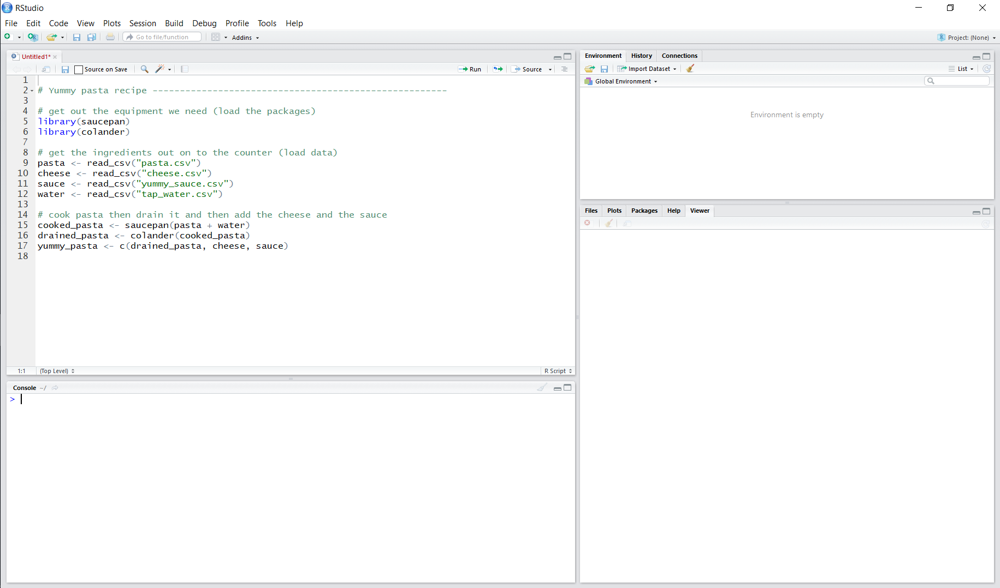 RStudio
File Edit Code View Plots Session Build Debug Profile Tools Help
Go to file/function Addins Project: (None)
Untitled1*
Source on Save Run Source
1
2 # Yummy pasta recipe ------------------------------------------------------
3
4 # get out the equipment we need (load the packages)
5 library(saucepan)
6 library(colander)
7
8 # get the ingredients out on to the counter (load data)
9 pasta <- read_csv("pasta.csv")
10 cheese <- read_csv("cheese.csv")
11 sauce <- read_csv("yummy_sauce.csv")
12 water <- read_csv("tap_water.csv")
13
14 # cook pasta then drain it and then add the cheese and the sauce
15 cooked_pasta <- saucepan(pasta + water)
16 drained_pasta <- colander(cooked_pasta)
17 yummy_pasta <- c(drained_pasta, cheese, sauce)
18
1:1 (Top Level) R Script
Console ~/
>
Environment History Connections
Import Dataset List
Global Environment
Environment is empty
Files Plots Packages Help Viewer